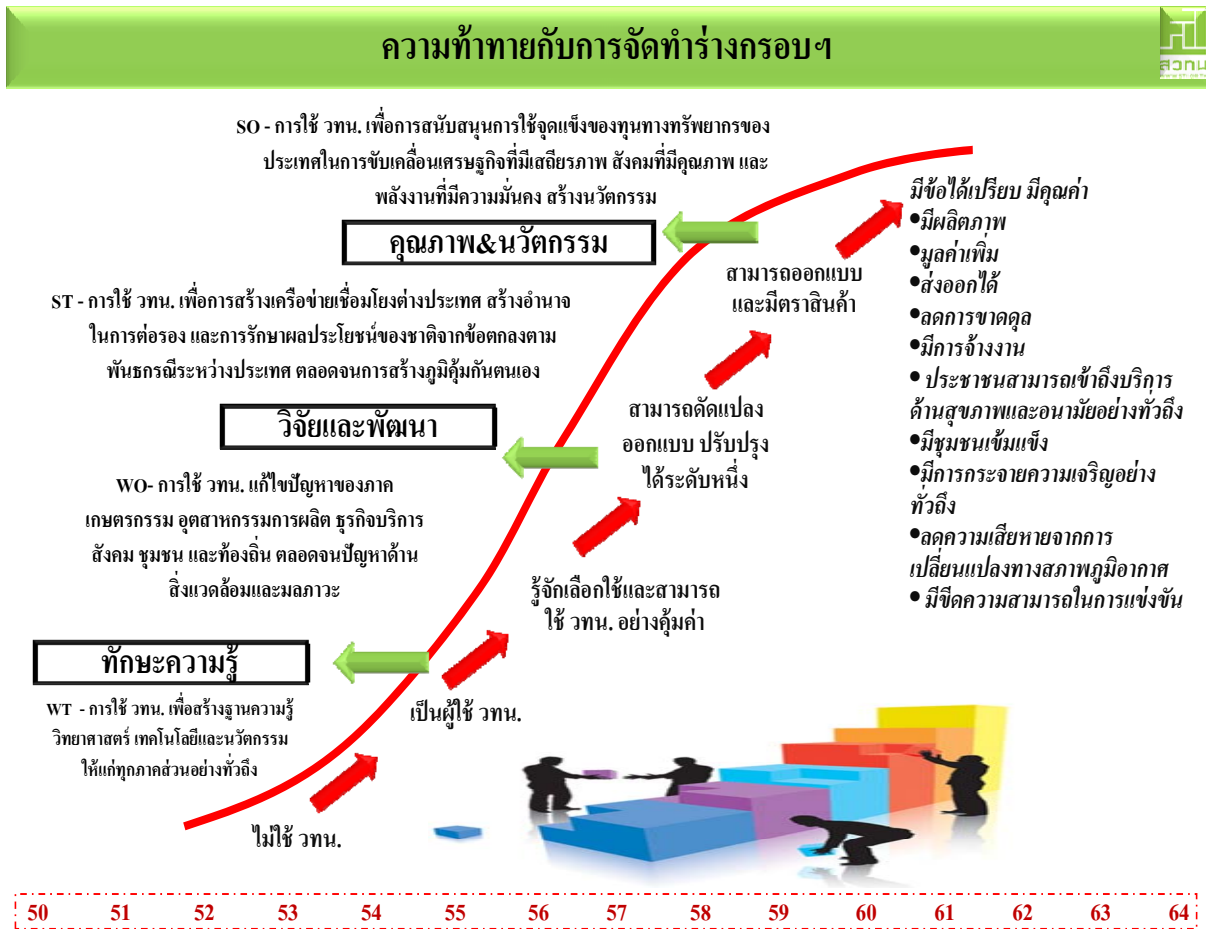 ความท้าทายกับการจัดทำร่างกรอบฯ
สวทน
SO - การใช้ วทน. เพื่อการสนับสนุนการใช้จุดแข็งของทุนทางทรัพยากรของ
ประเทศในการขับเคลื่อนเศรษฐกิจที่มีเสถียรภาพ สังคมที่มีคุณภาพ และ
พลังงานที่มีความมั่นคง สร้างนวัตกรรม
คุณภาพ&นวัตกรรม
ST - การใช้ วทน. เพื่อการสร้างเครือข่ายเชื่อมโยงต่างประเทศ สร้างอำนาจ
ในการต่อรอง และการรักษาผลประโยชน์ของชาติจากข้อตกลงตาม
พันธกรณีระหว่างประเทศ ตลอดจนการสร้างภูมิคุ้มกันตนเอง
วิจัยและพัฒนา
WO- การใช้ วทน. แก้ไขปัญหาของภาค
เกษตรกรรม อุตสาหกรรมการผลิต ธุรกิจบริการ
สังคม ชุมชน และท้องถิ่น ตลอดจนปัญหาด้าน
สิ่งแวดล้อมและมลภาวะ
ทักษะความรู้
WT - การใช้ วทน. เพื่อสร้างฐานความรู้
วิทยาศาสตร์ เทคโนโลยีและนวัตกรรม
ให้แก่ทุกภาคส่วนอย่างทั่วถึง
ไม่ใช้ วทน.
เป็นผู้ใช้ วทน.
รู้จักเลือกใช้และสามารถ
ใช้ วทน. อย่างคุ้มค่า
สามารถดัดแปลง
ออกแบบ ปรับปรุง
ได้ระดับหนึ่ง
สามารถออกแบบ
และมีตราสินค้า
มีข้อได้เปรียบ มีคุณค่า
•มีผลิตภาพ
•มูลค่าเพิ่ม
•ส่งออกได้
•ลดการขาดดุล
•มีการจ้างงาน
• ประชาชนสามารถเข้าถึงบริการ
ด้านสุขภาพและอนามัยอย่างทั่วถึง
•มีชุมชนเข้มแข็ง
•มีการกระจายความเจริญอย่าง
ทั่วถึง
•ลดความเสียหายจากการ
เปลี่ยนแปลงทางสภาพภูมิอากาศ
• มีขีดความสามารถในการแข่งขัน
50 51 52 53 54 55 56 57 58 59 60 61 62 63 64